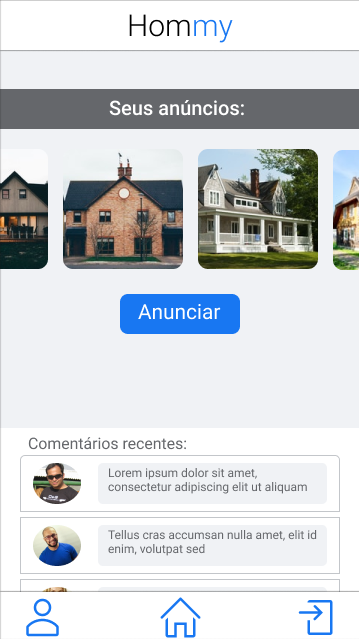 Hommy
Seus anúncios:
Anunciar
Comentários recentes:
Lorem ipsum dolor sit amet,
consectetur adipiscing elit ut aliquam
Tellus cras accumsan nulla amet, elit id
enim, volutpat sed